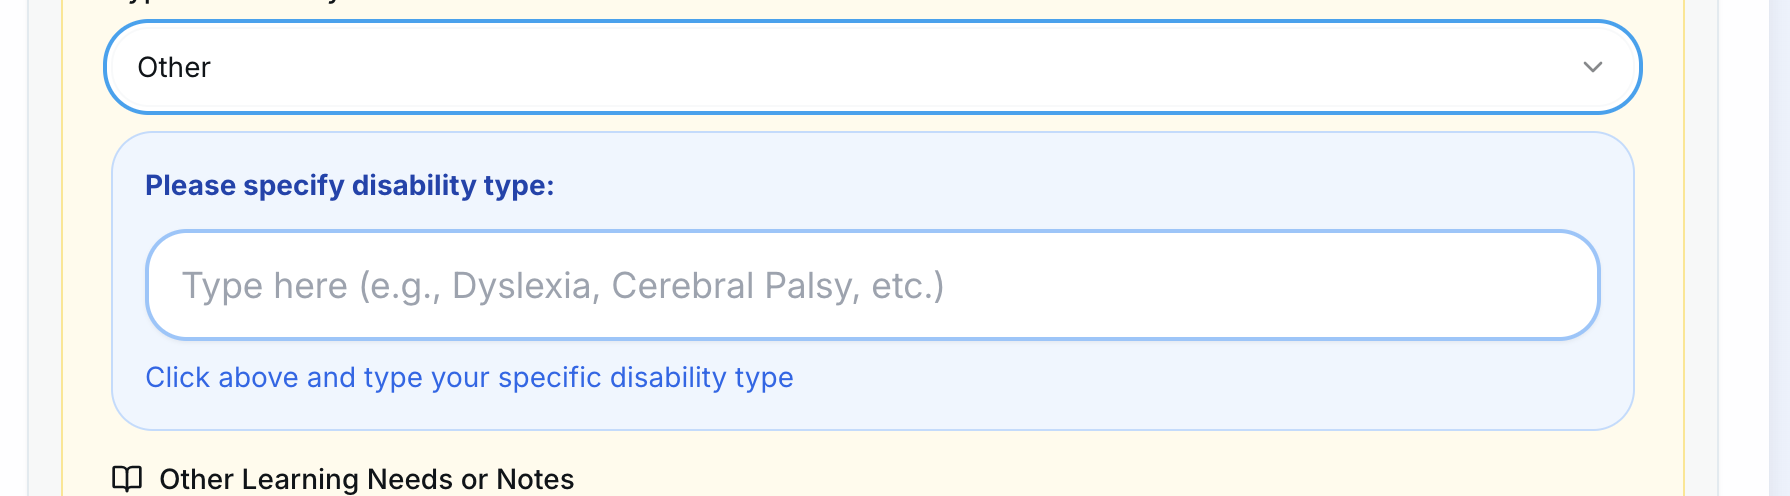 Other
Please specify disability type:
Type here (e.g., Dyslexia, Cerebral Palsy, etc.)
Click above and type your specific disability type
Other Learning Needs or Notes